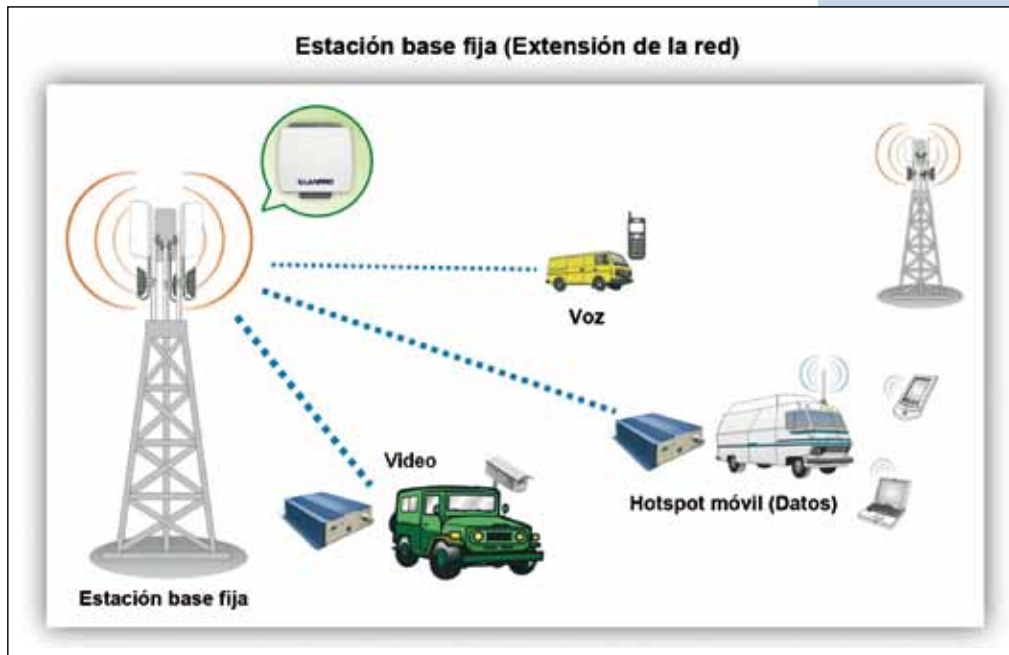 Estación base fija (Extensión de la red)
Voz
Video
Hotspot móvil (Datos)
Estación base fija